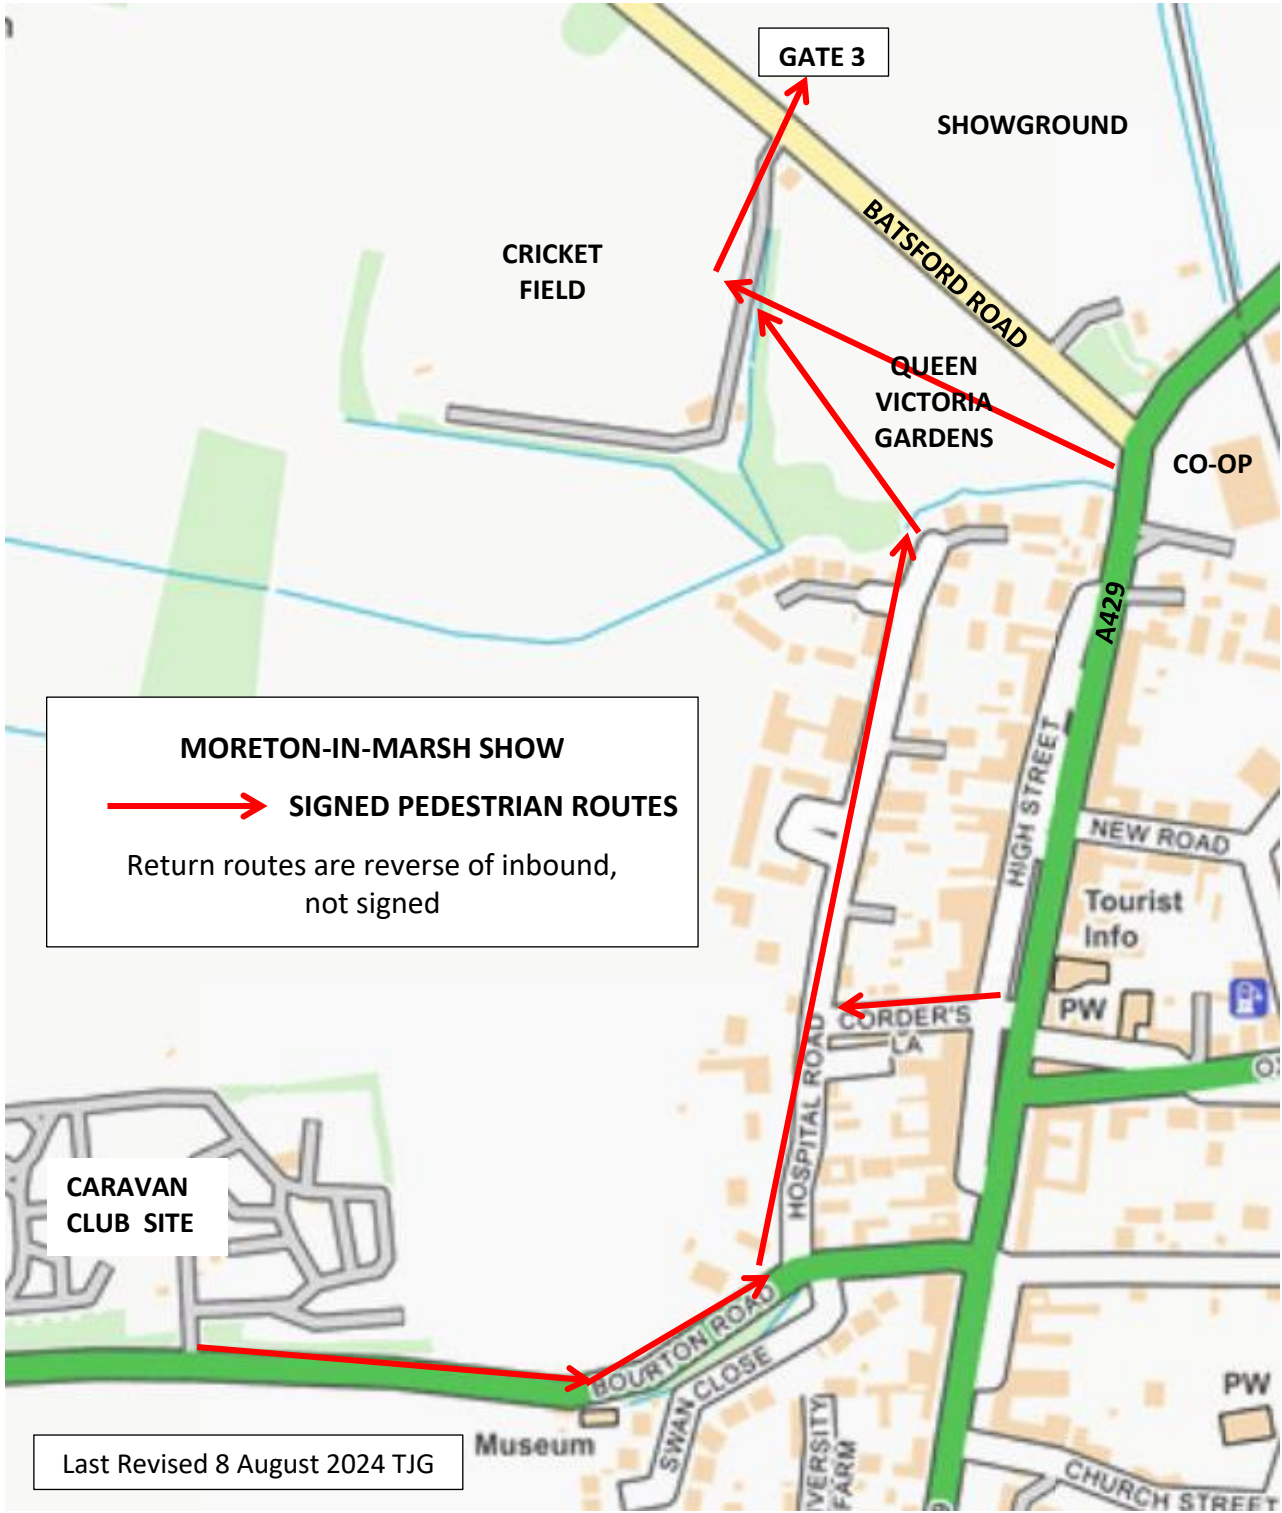 GATE 3
SHOWGROUND
BATSFORD ROAD
CRICKET
FIELD
QUEEN
VICTORIA
GARDENS
CO-OP
A429
MORETON-IN-MARSH SHOW
SIGNED PEDESTRIAN ROUTES
Return routes are reverse of inbound,
not signed
HIGH STREET
NEW ROAD
Tourist
Info
PW
CORDER'S
LA
HOSPITAL ROAD
CARAVAN
CLUB SITE
BOURTON ROAD
SWAN CLOSE
Museum
PW
FARM
CHURCH STREET
Last Revised 8 August 2024 TJG